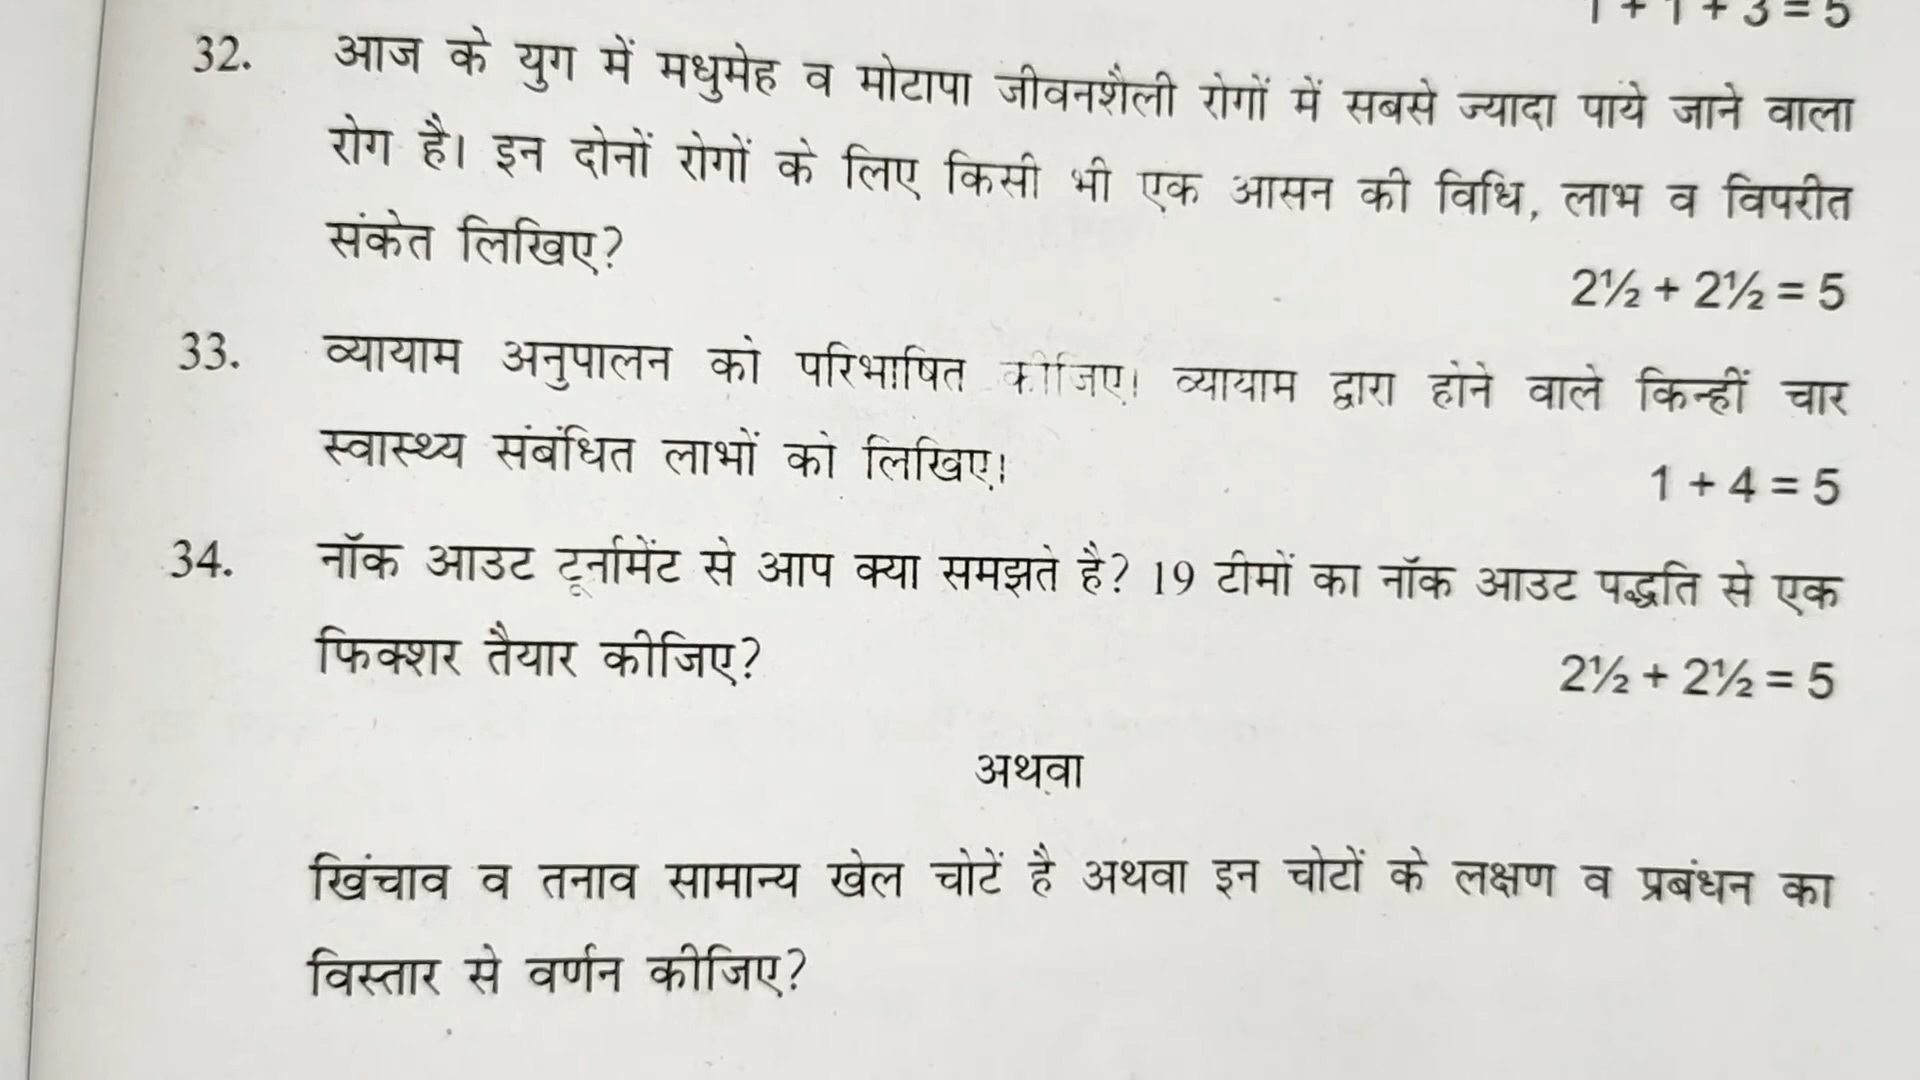 1 + 1 + 3 = 5
32. आज के युग में मधुमेह व मोटापा जीवनशैली रोगों में सबसे ज्यादा पाये जाने वाला
रोग है। इन दोनों रोगों के लिए किसी भी एक आसन की विधि, लाभ व विपरीत
संकेत लिखिए?
2½ + 2½ = 5
33. व्यायाम अनुपालन को परिभाषित कीजिए। व्यायाम द्वारा होने वाले किन्हीं चार
स्वास्थ्य संबंधित लाभों को लिखिए।
1 + 4 = 5
34. नॉक आउट टूर्नामेंट से आप क्या समझते है? 19 टीमों का नॉक आउट पद्धति से एक
फिक्शर तैयार कीजिए?
2½ + 2½ = 5
अथवा
खिंचाव व तनाव सामान्य खेल चोटें है अथवा इन चोटों के लक्षण व प्रबंधन का
विस्तार से वर्णन कीजिए?